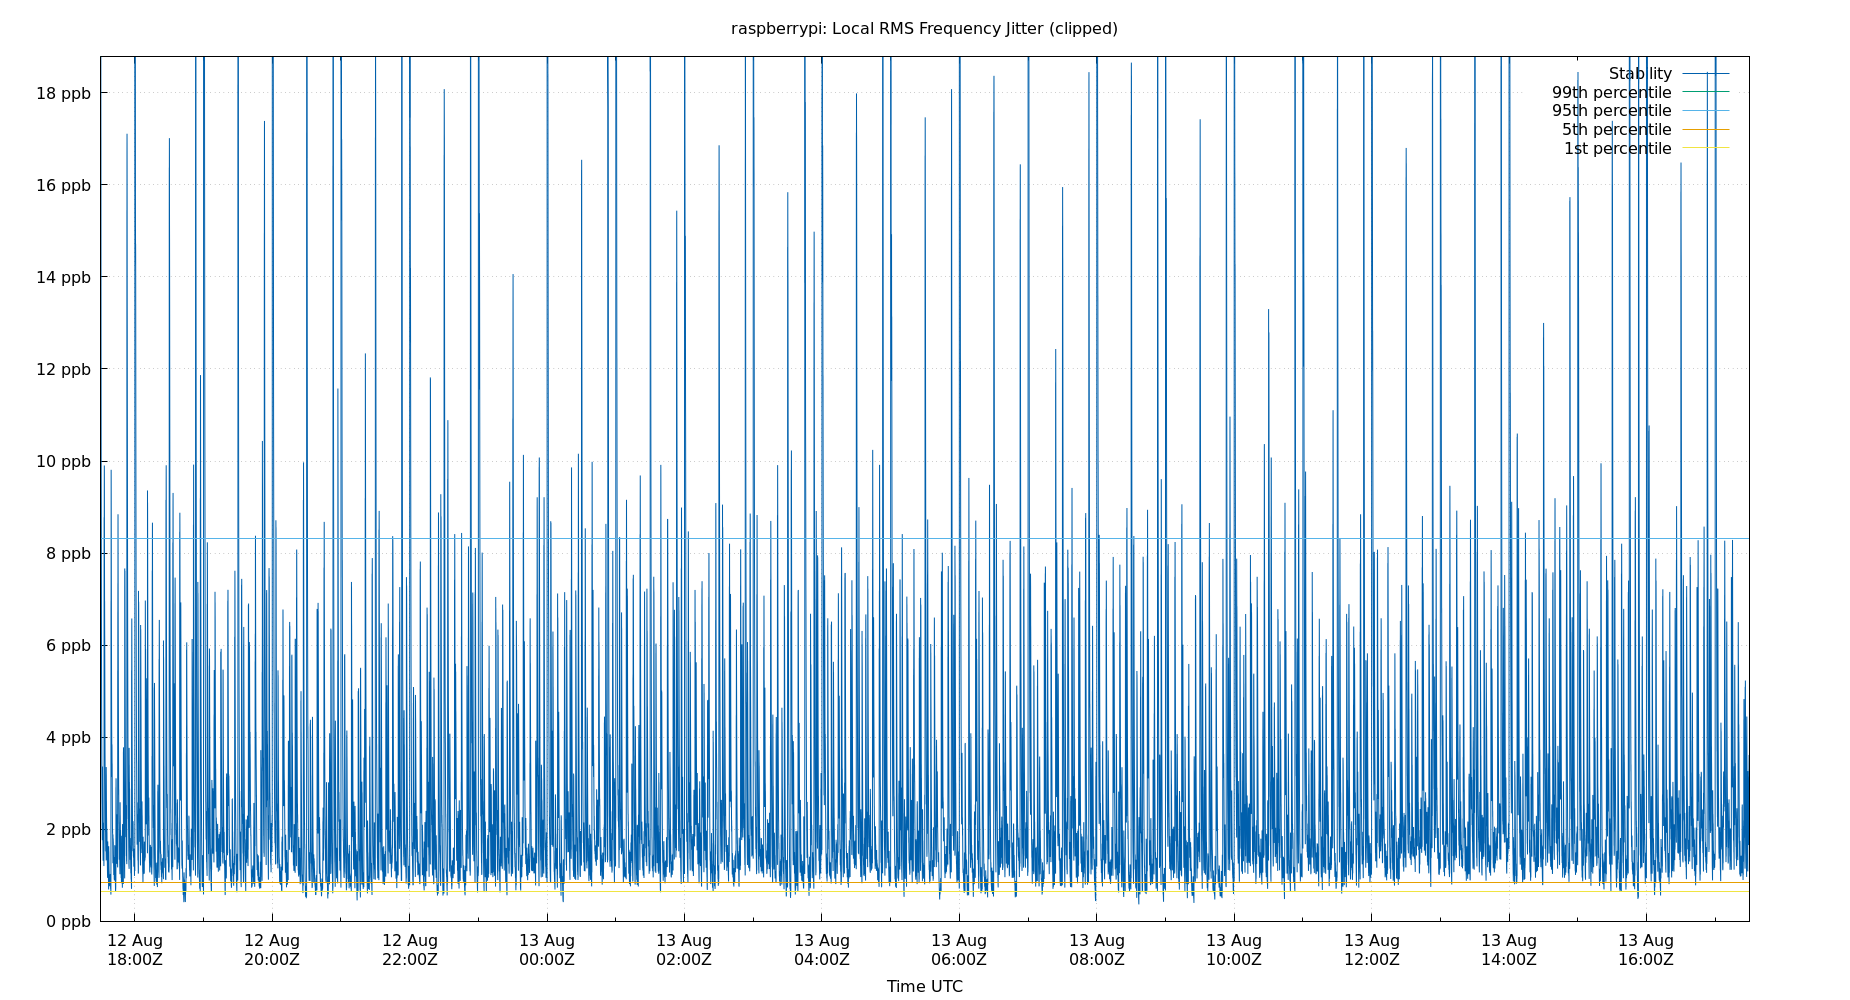 raspberrypi: Local RMS Frequency Jitter (clipped)
Stability
99th percentile
95th percentile
5th percentile
1st percentile
18 ppb
16 ppb
14 ppb
12 ppb
10 ppb
8 ppb
6 ppb
4 ppb
2 ppb
0 ppb
12 Aug 12 Aug 12 Aug 13 Aug 13 Aug 13 Aug 13 Aug 13 Aug 13 Aug 13 Aug 13 Aug 13 Aug
18:00Z 20:00Z 22:00Z 00:00Z 02:00Z 04:00Z 06:00Z 08:00Z 10:00Z 12:00Z 14:00Z 16:00Z
Time UTC